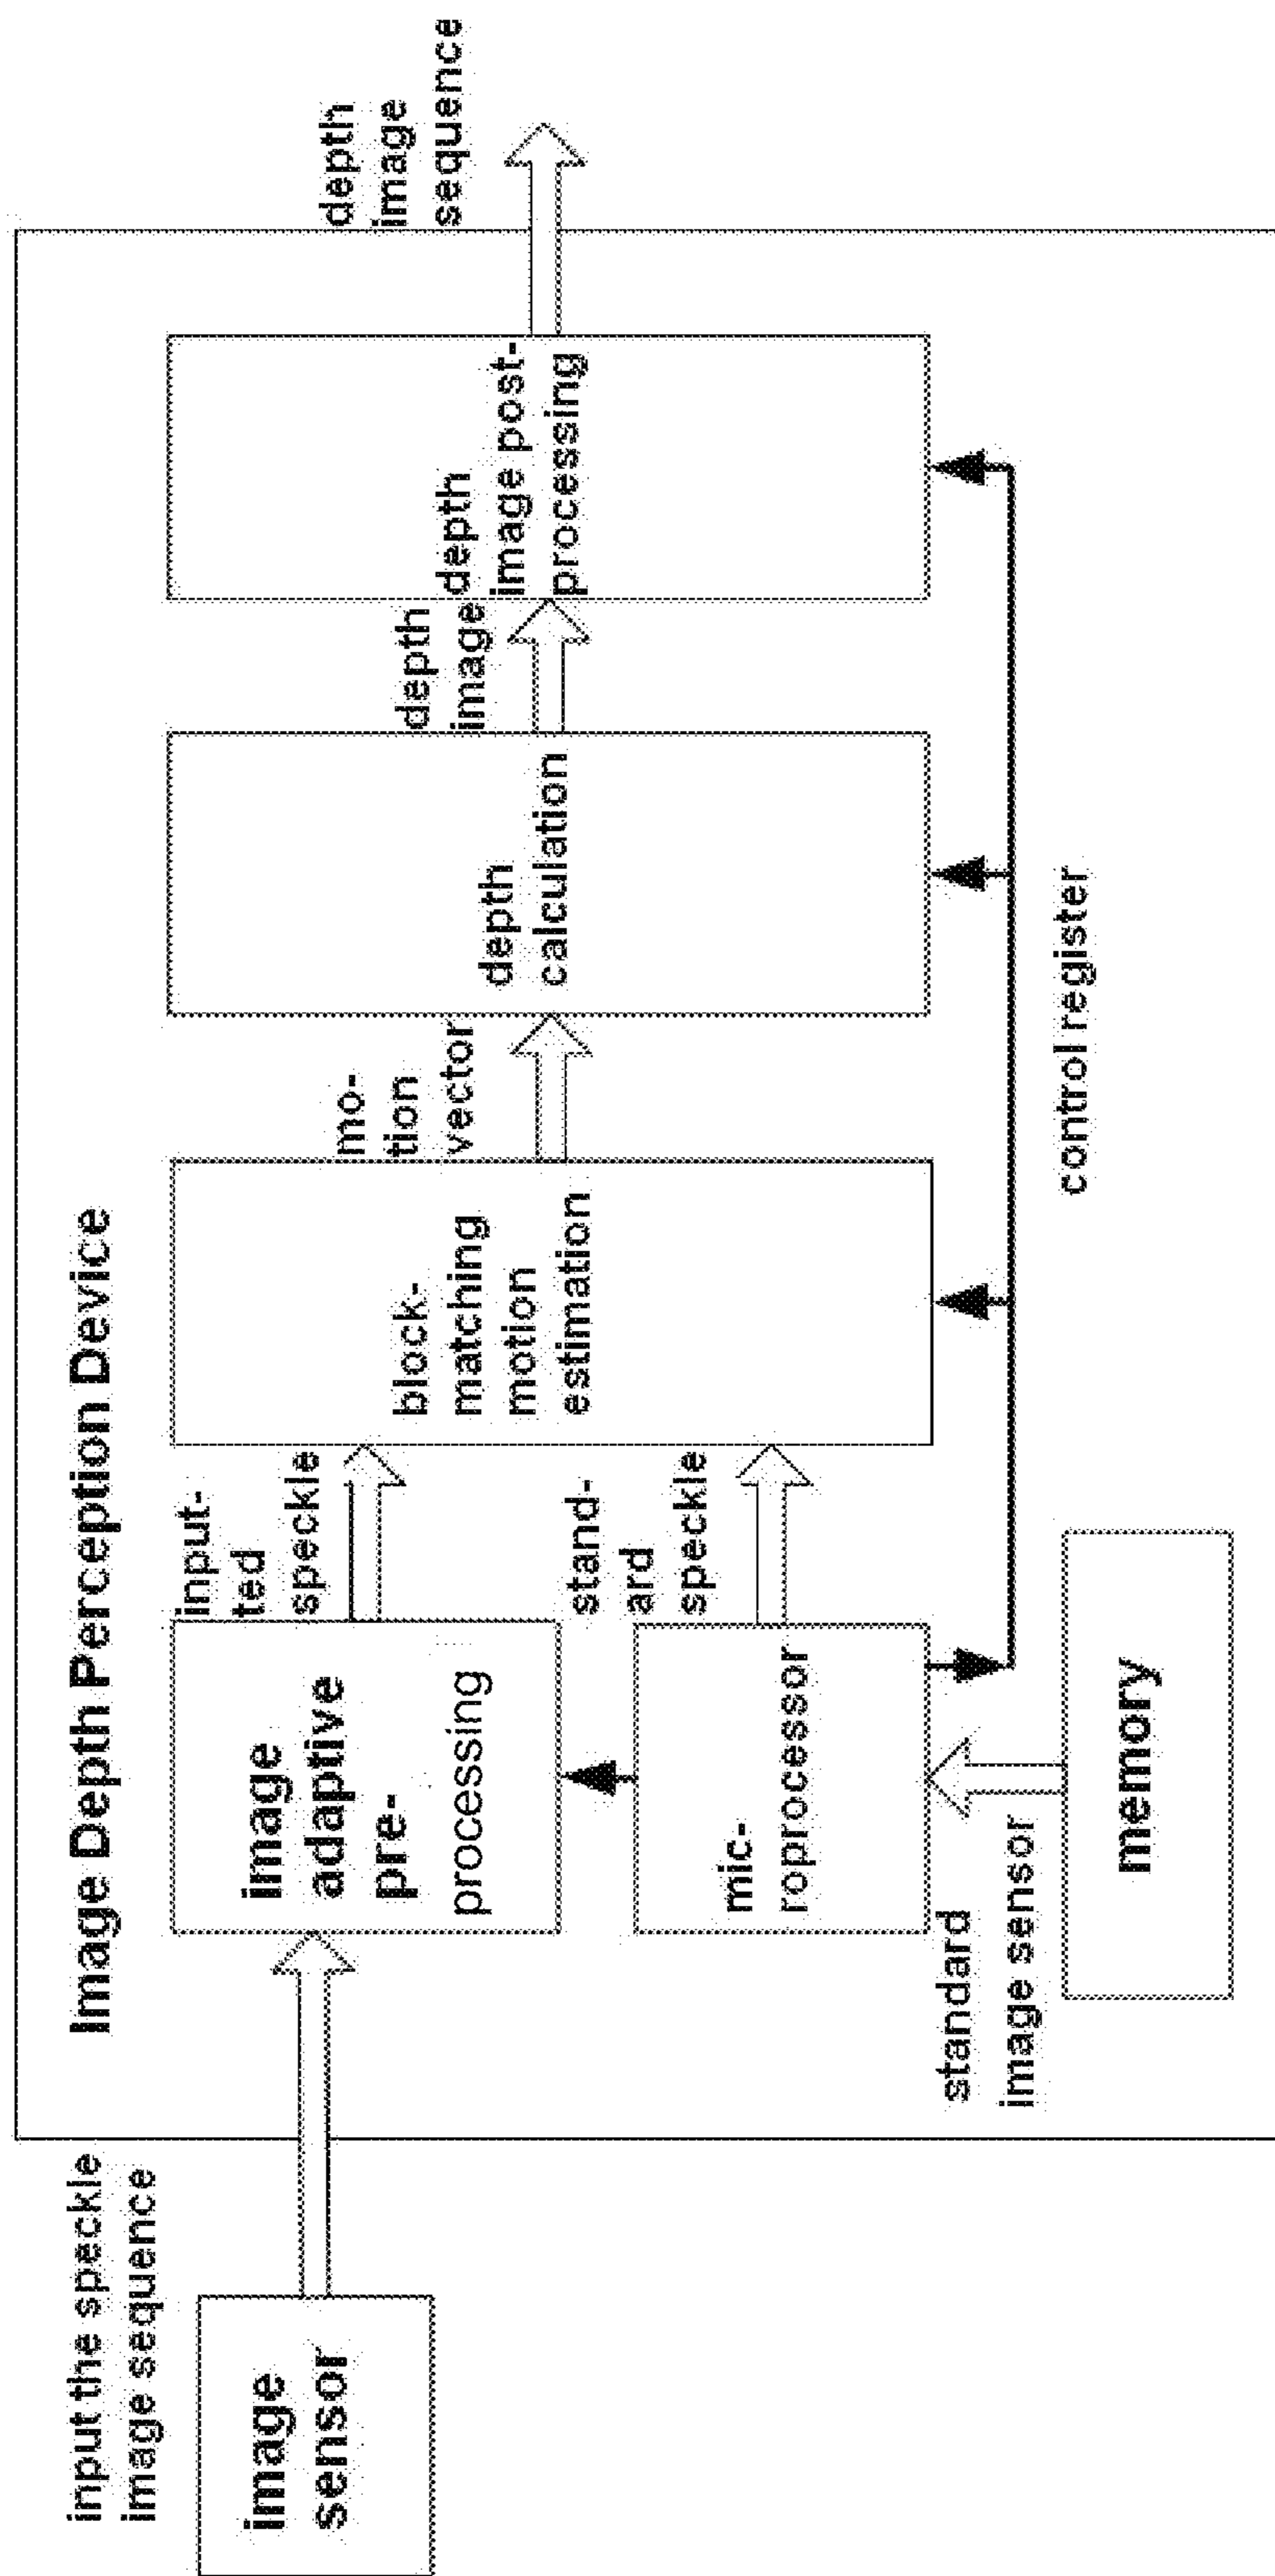 Image Depth Perception Device
input the speckle
image sequence
image
sensor
image
adaptive
pre-
processing
input-
ted
speckle
mic-
roprocessor
stand-
ard
speckle
standard
image sensor
memory
block-
matching
motion
estimation
mo-
tion
vector
depth
calculation
depth
image
depth
image post-
processing
depth
image
sequence
control register